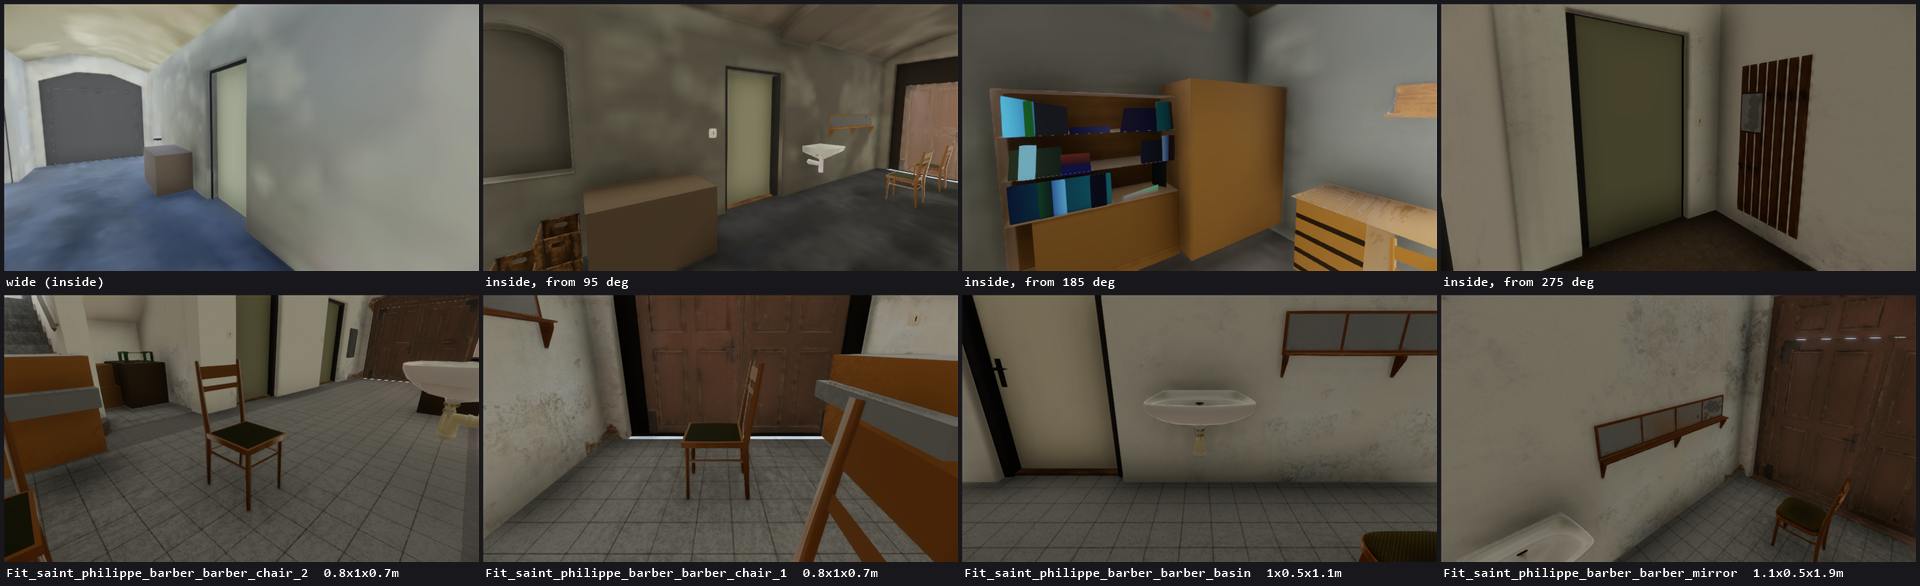 wide (inside)
inside, from 95 deg
inside, from 185 deg
inside, from 275 deg
Fit_saint_philippe_barber_barber_chair_2  0.8x1x0.7m
Fit_saint_philippe_barber_barber_chair_1  0.8x1x0.7m
Fit_saint_philippe_barber_barber_basin  1x0.5x1.1m
Fit_saint_philippe_barber_barber_mirror  1.1x0.5x1.9m